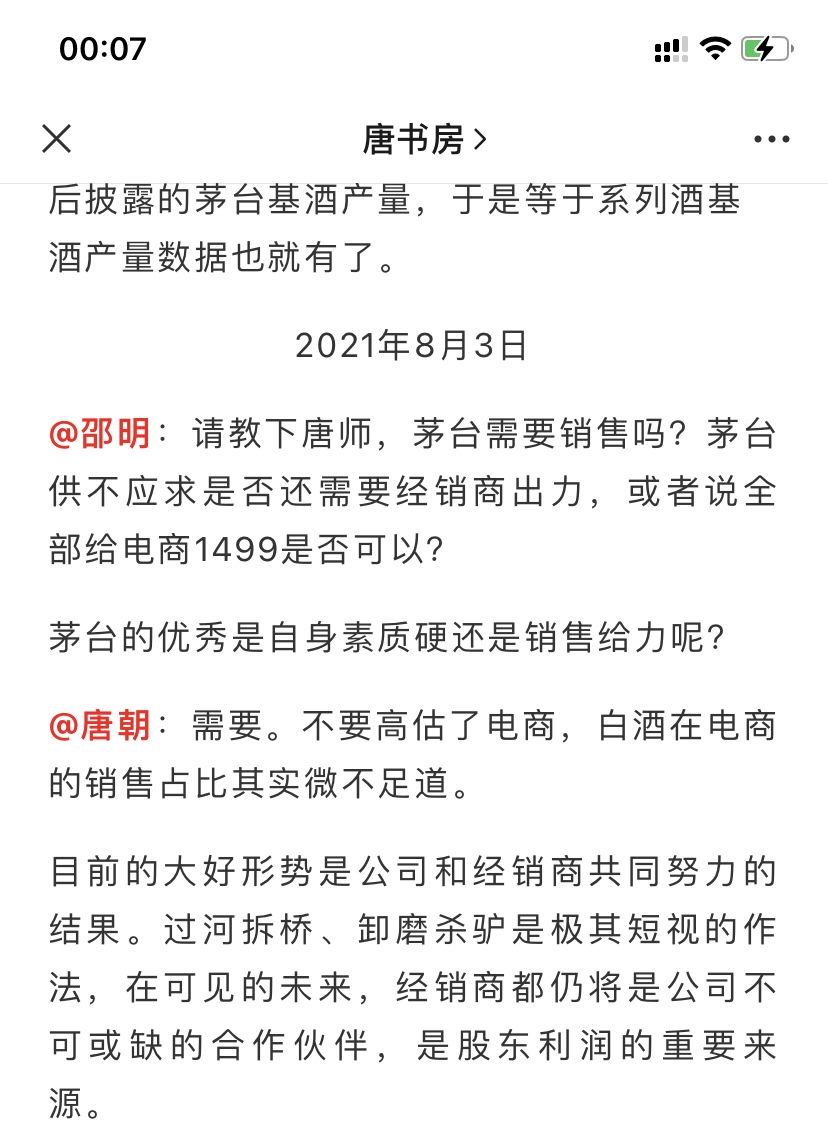 00:07
唐书房
后披露的茅台基酒产量，于是等于系列酒基
酒产量数据也就有了。
2021年8月3日
@邵明：请教下唐师，茅台需要销售吗？茅台
供不应求是否还需要经销商出力，或者说全
部给电商1499是否可以？
茅台的优秀是自身素质硬还是销售给力呢？
@唐朝：需要。不要高估了电商，白酒在电商
的销售占比其实微不足道。
目前的大好形势是公司和经销商共同努力的
结果。过河拆桥、卸磨杀驴是极其短视的作
法，在可见的未来，经销商都仍将是公司不
可或缺的合作伙伴，是股东利润的重要来
源。